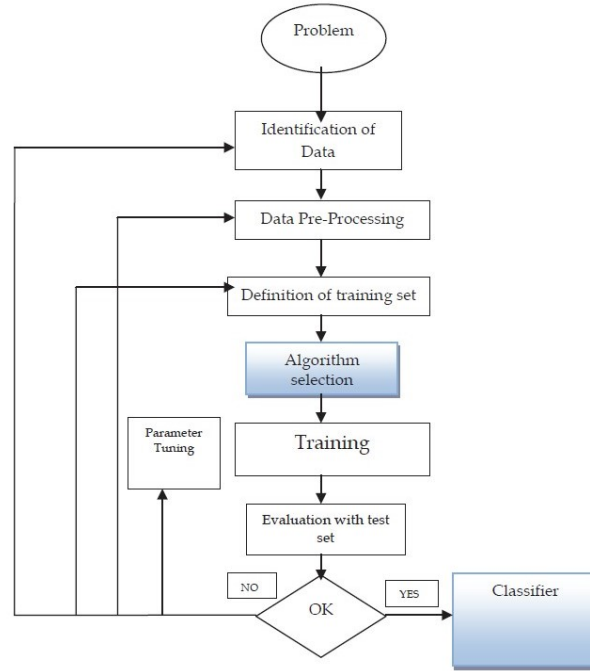 Problem
Identification of
Data
Data Pre-Processing
Definition of training set
Algorithm
selection
Parameter
Tuning
Training
Evaluation with test
set
NO
OK
YES
Classifier